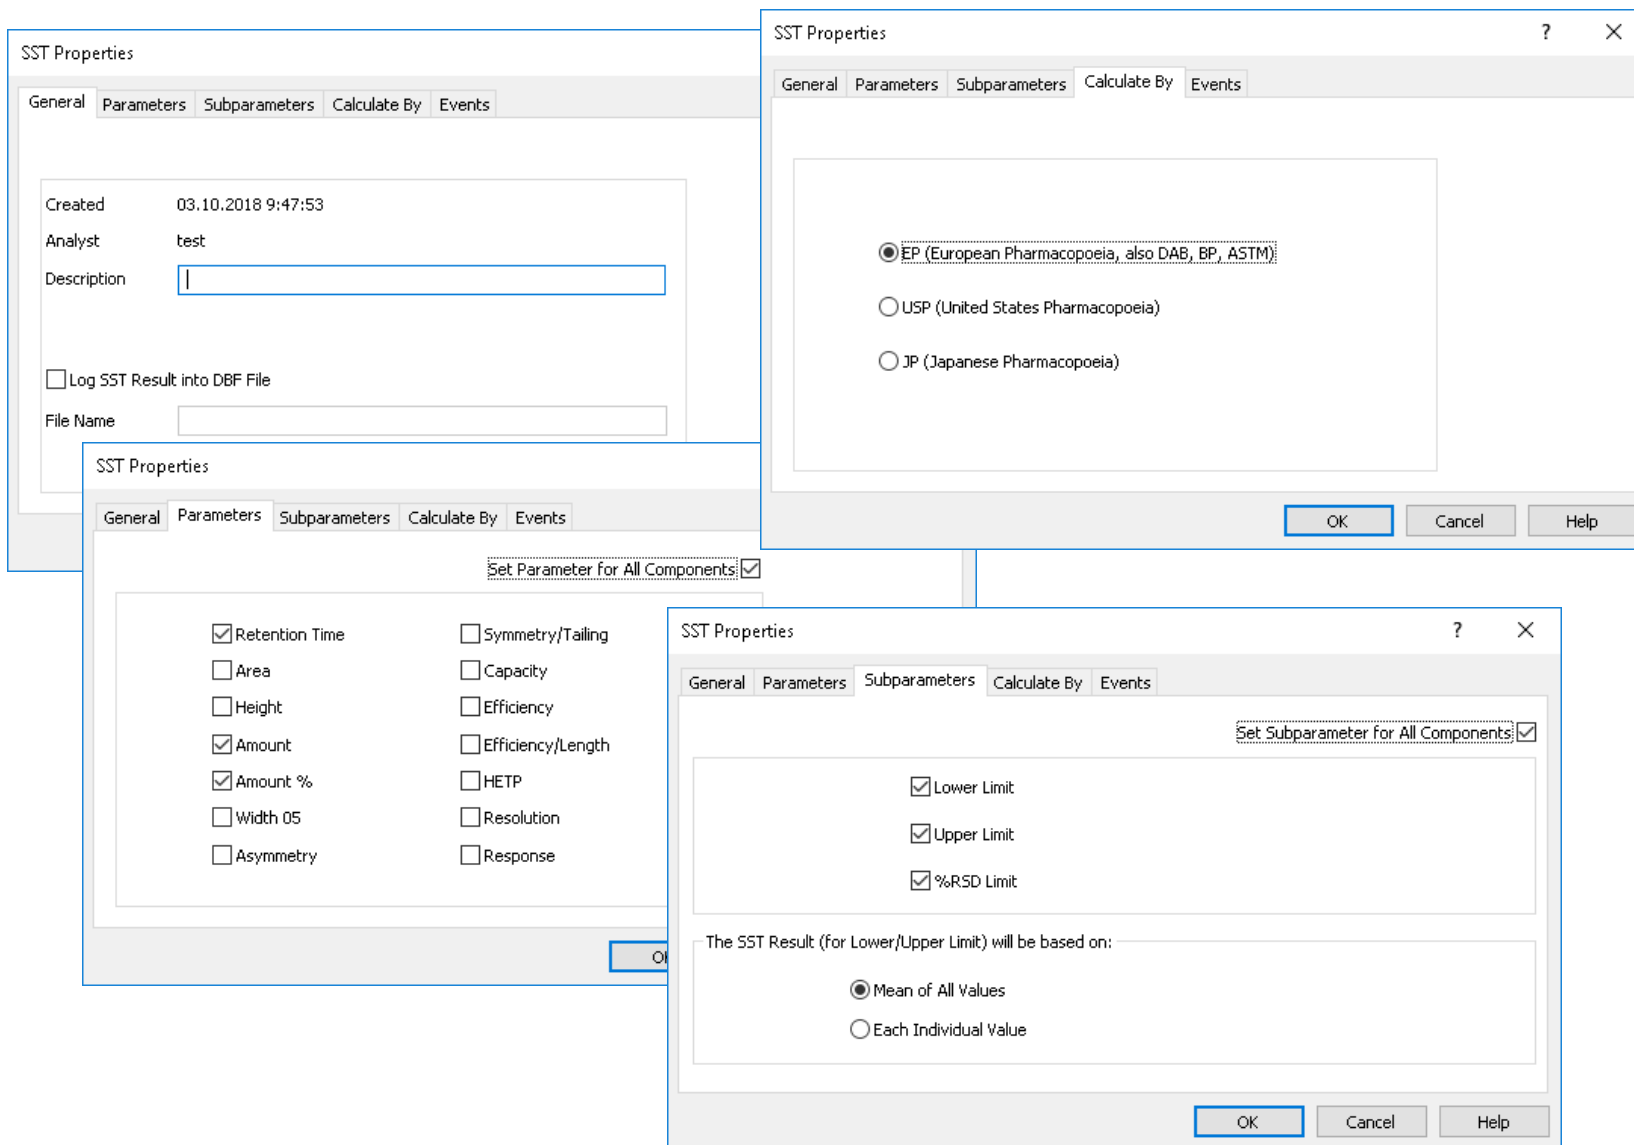 SST Properties
General Parameters Subparameters Calculate By Events
Created 03.10.2018 9:47:53
Analyst test
Description
Log SST Result into DBF File
File Name
SST Properties ?
General Parameters Subparameters Calculate By Events
EP (European Pharmacopoeia, also DAB, BP, ASTM)
USP (United States Pharmacopoeia)
JP (Japanese Pharmacopoeia)
OK Cancel Help
SST Properties
General Parameters Subparameters Calculate By Events
Set Parameter for All Components
Retention Time Symmetry/Tailing
Area Capacity
Height Efficiency
Amount Efficiency/Length
Amount % HETP
Width 05 Resolution
Asymmetry Response
SST Properties ?
General Parameters Subparameters Calculate By Events
Set Subparameter for All Components
Lower Limit
Upper Limit
%RSD Limit
The SST Result (for Lower/Upper Limit) will be based on:
Mean of All Values
Each Individual Value
OK Cancel Help